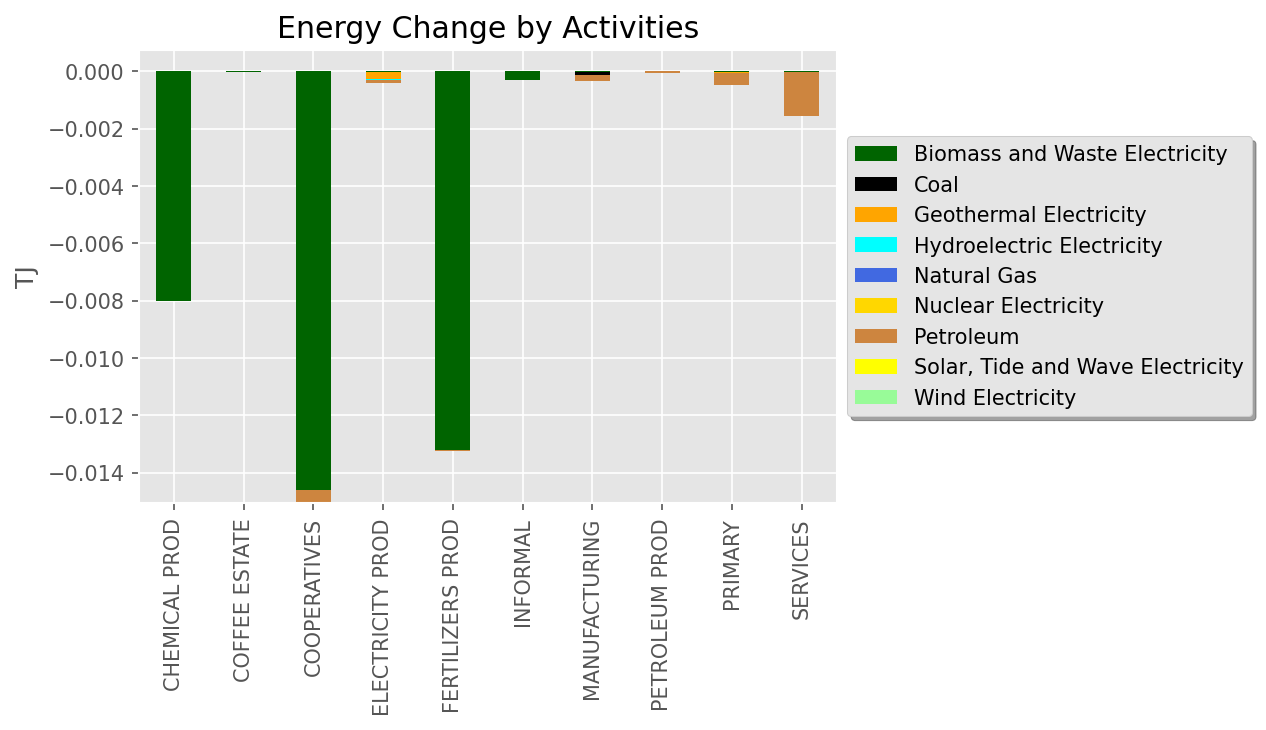 Energy Change by Activities
TJ
0.000
−0.002
−0.004
−0.006
−0.008
−0.010
−0.012
−0.014
CHEMICAL PROD
COFFEE ESTATE
COOPERATIVES
ELECTRICITY PROD
FERTILIZERS PROD
INFORMAL
MANUFACTURING
PETROLEUM PROD
PRIMARY
SERVICES
Biomass and Waste Electricity
Coal
Geothermal Electricity
Hydroelectric Electricity
Natural Gas
Nuclear Electricity
Petroleum
Solar, Tide and Wave Electricity
Wind Electricity